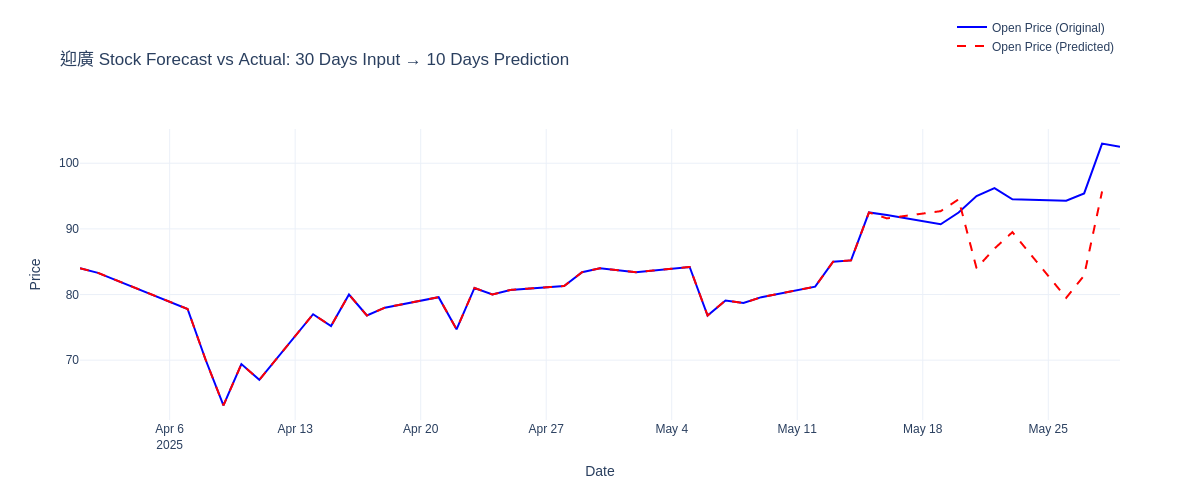 Open Price (Original)
Open Price (Predicted)
迎廣 Stock Forecast vs Actual: 30 Days Input → 10 Days Prediction
100
90
80
70
Price
Apr 6
2025
Apr 13
Apr 20
Apr 27
May 4
May 11
May 18
May 25
Date